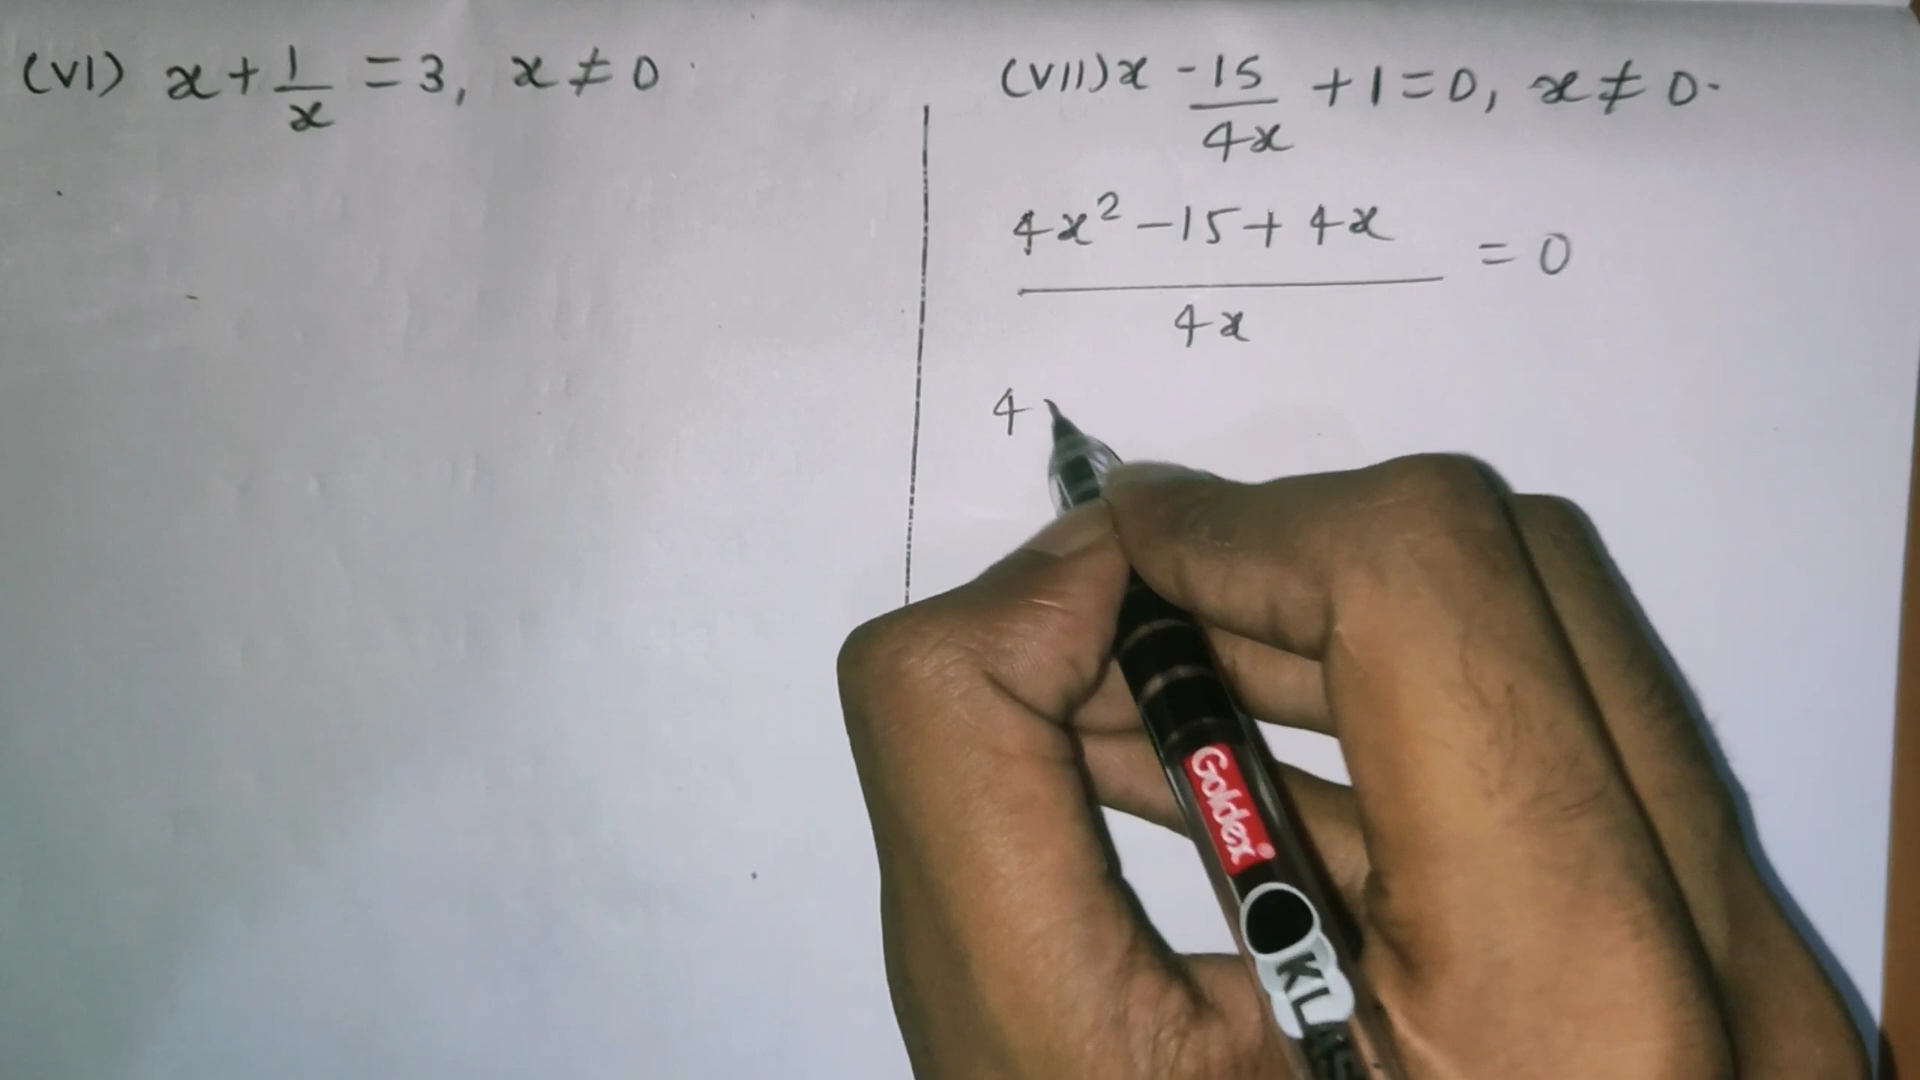 (VI) x + 1/x = 3, x ≠ 0
(VII) x - 15/4x + 1 = 0, x ≠ 0.
4x² - 15 + 4x
= 0
4x
4
Goldex®
KL